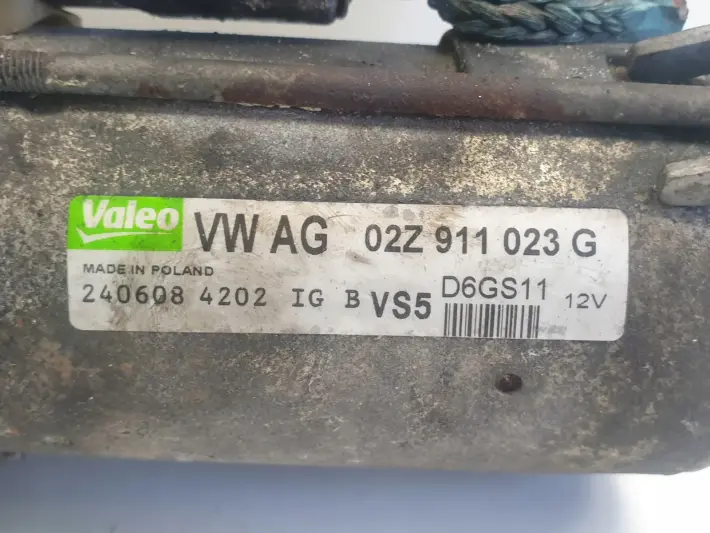 Valeo VW AG 02Z 911 023 G
MADE IN POLAND
240608 4202 IG B VS5 D6GS11 12V